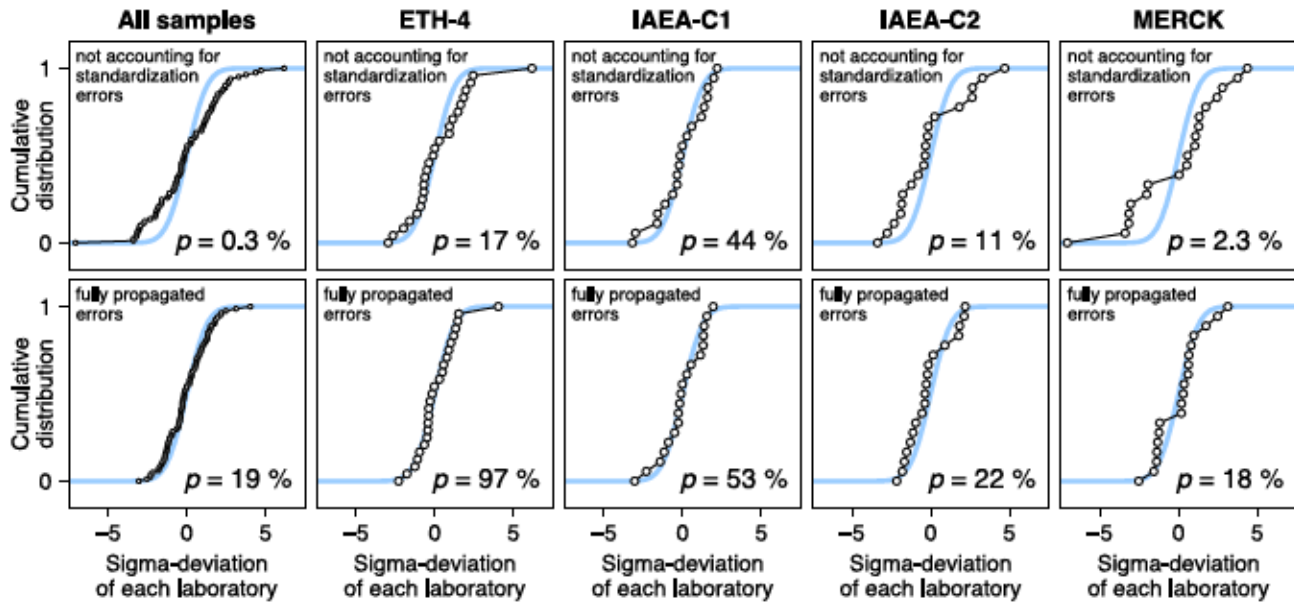 All samples
ETH-4
IAEA-C1
IAEA-C2
MERCK
Cumulative
distribution
1
0
not accounting for
standardization
errors
p = 0.3 %
not accounting for
standardization
errors
p = 17 %
not accounting for
standardization
errors
p = 44 %
not accounting for
standardization
errors
p = 11 %
not accounting for
standardization
errors
p = 2.3 %
Cumulative
distribution
1
0
fully propagated
errors
p = 19 %
fully propagated
errors
p = 97 %
fully propagated
errors
p = 53 %
fully propagated
errors
p = 22 %
fully propagated
errors
p = 18 %
−5 0 5
−5 0 5
−5 0 5
−5 0 5
−5 0 5
Sigma-deviation
of each laboratory
Sigma-deviation
of each laboratory
Sigma-deviation
of each laboratory
Sigma-deviation
of each laboratory
Sigma-deviation
of each laboratory